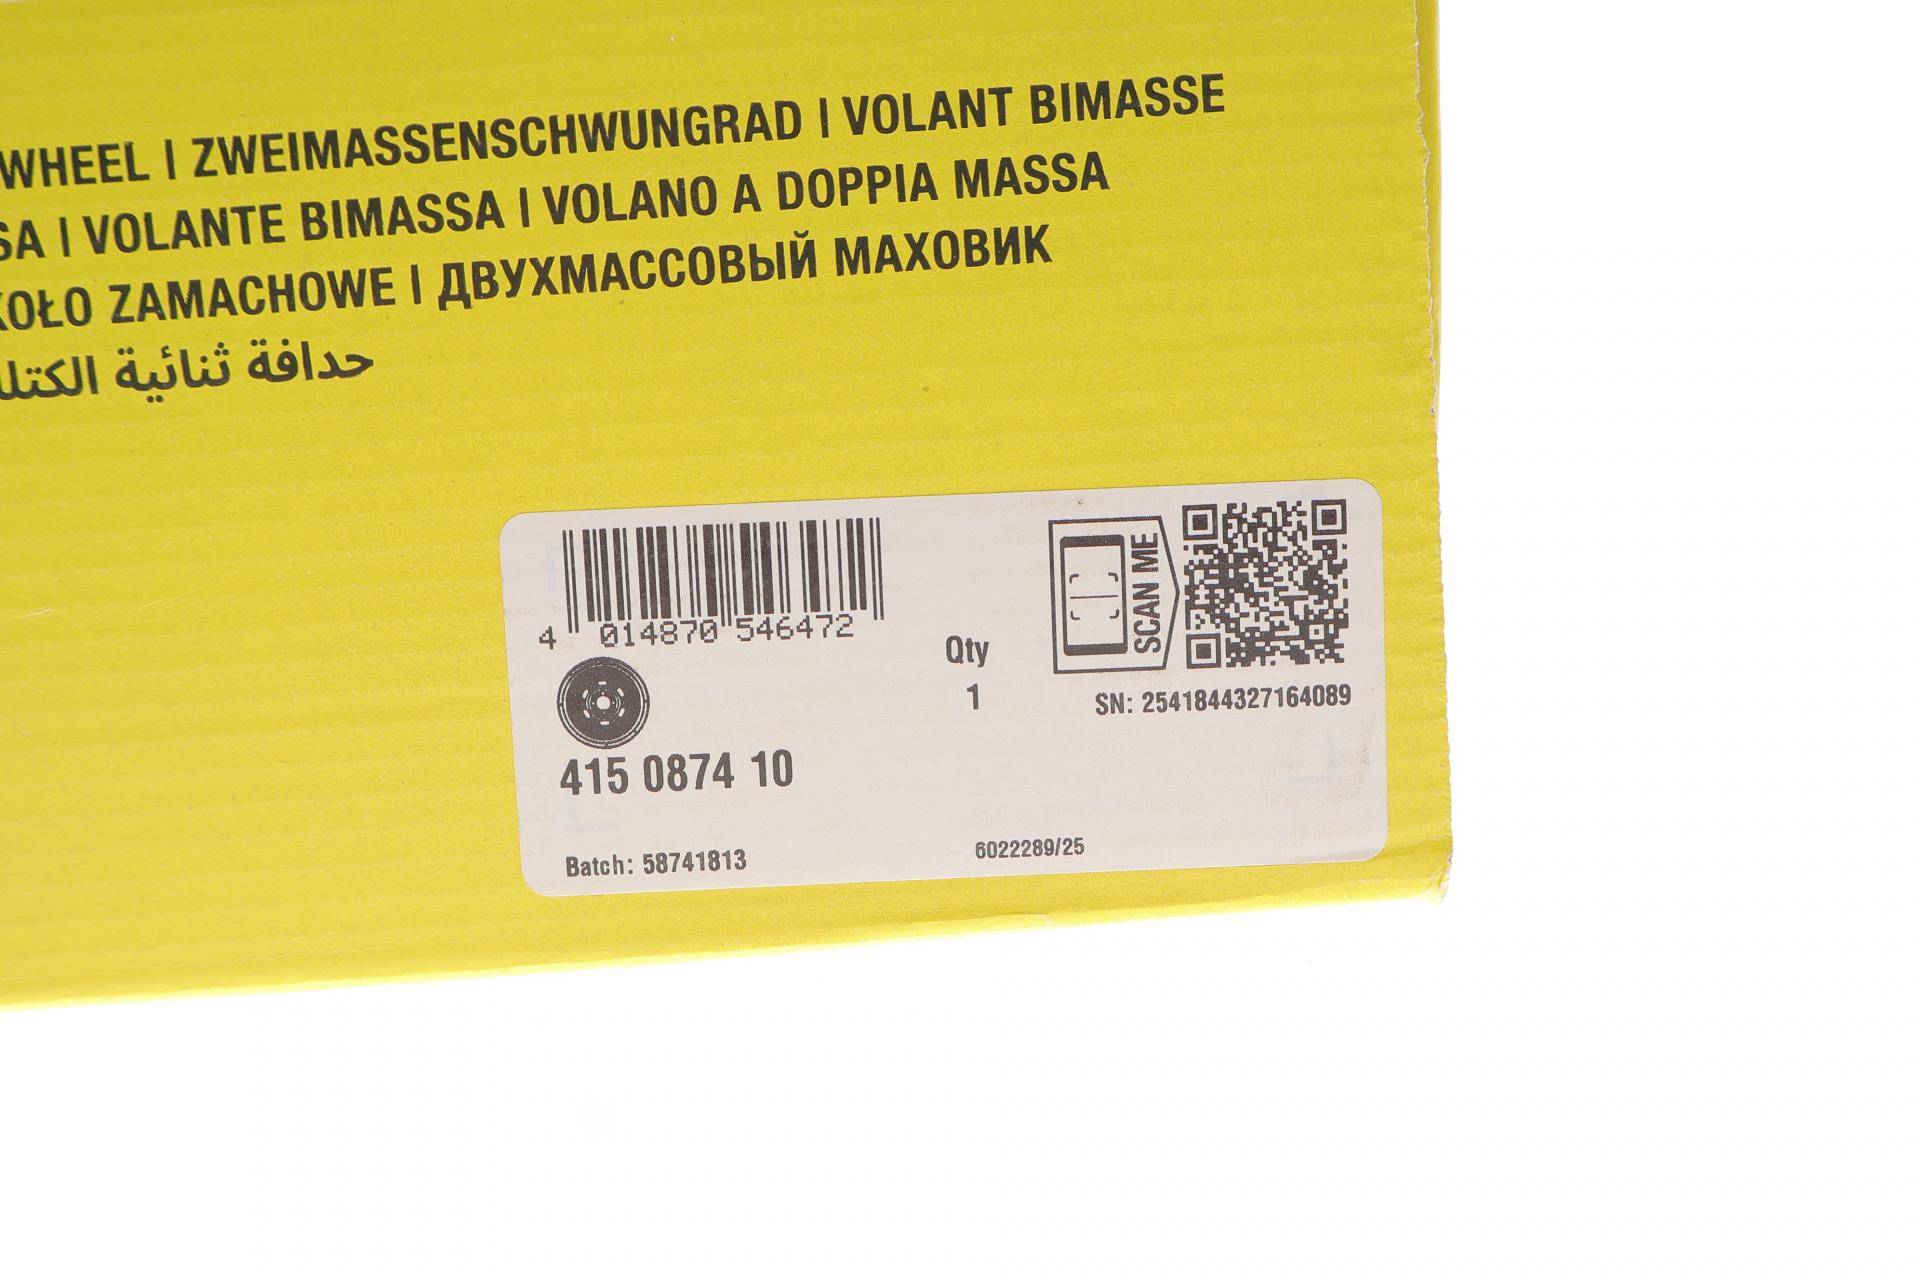 WHEEL | ZWEIMASSENSCHWUNGRAD | VOLANT BIMASSE
SA | VOLANTE BIMASSA | VOLANO A DOPPIA MASSA
KOŁO ZAMACHOWE | ДВУХМАССОВЫЙ МАХОВИК
حدافة ثنائية الكتلة
4 014870 546472
Qty
1
SCAN ME
SN: 2541844327164089
415 0874 10
Batch: 58741813
6022289/25